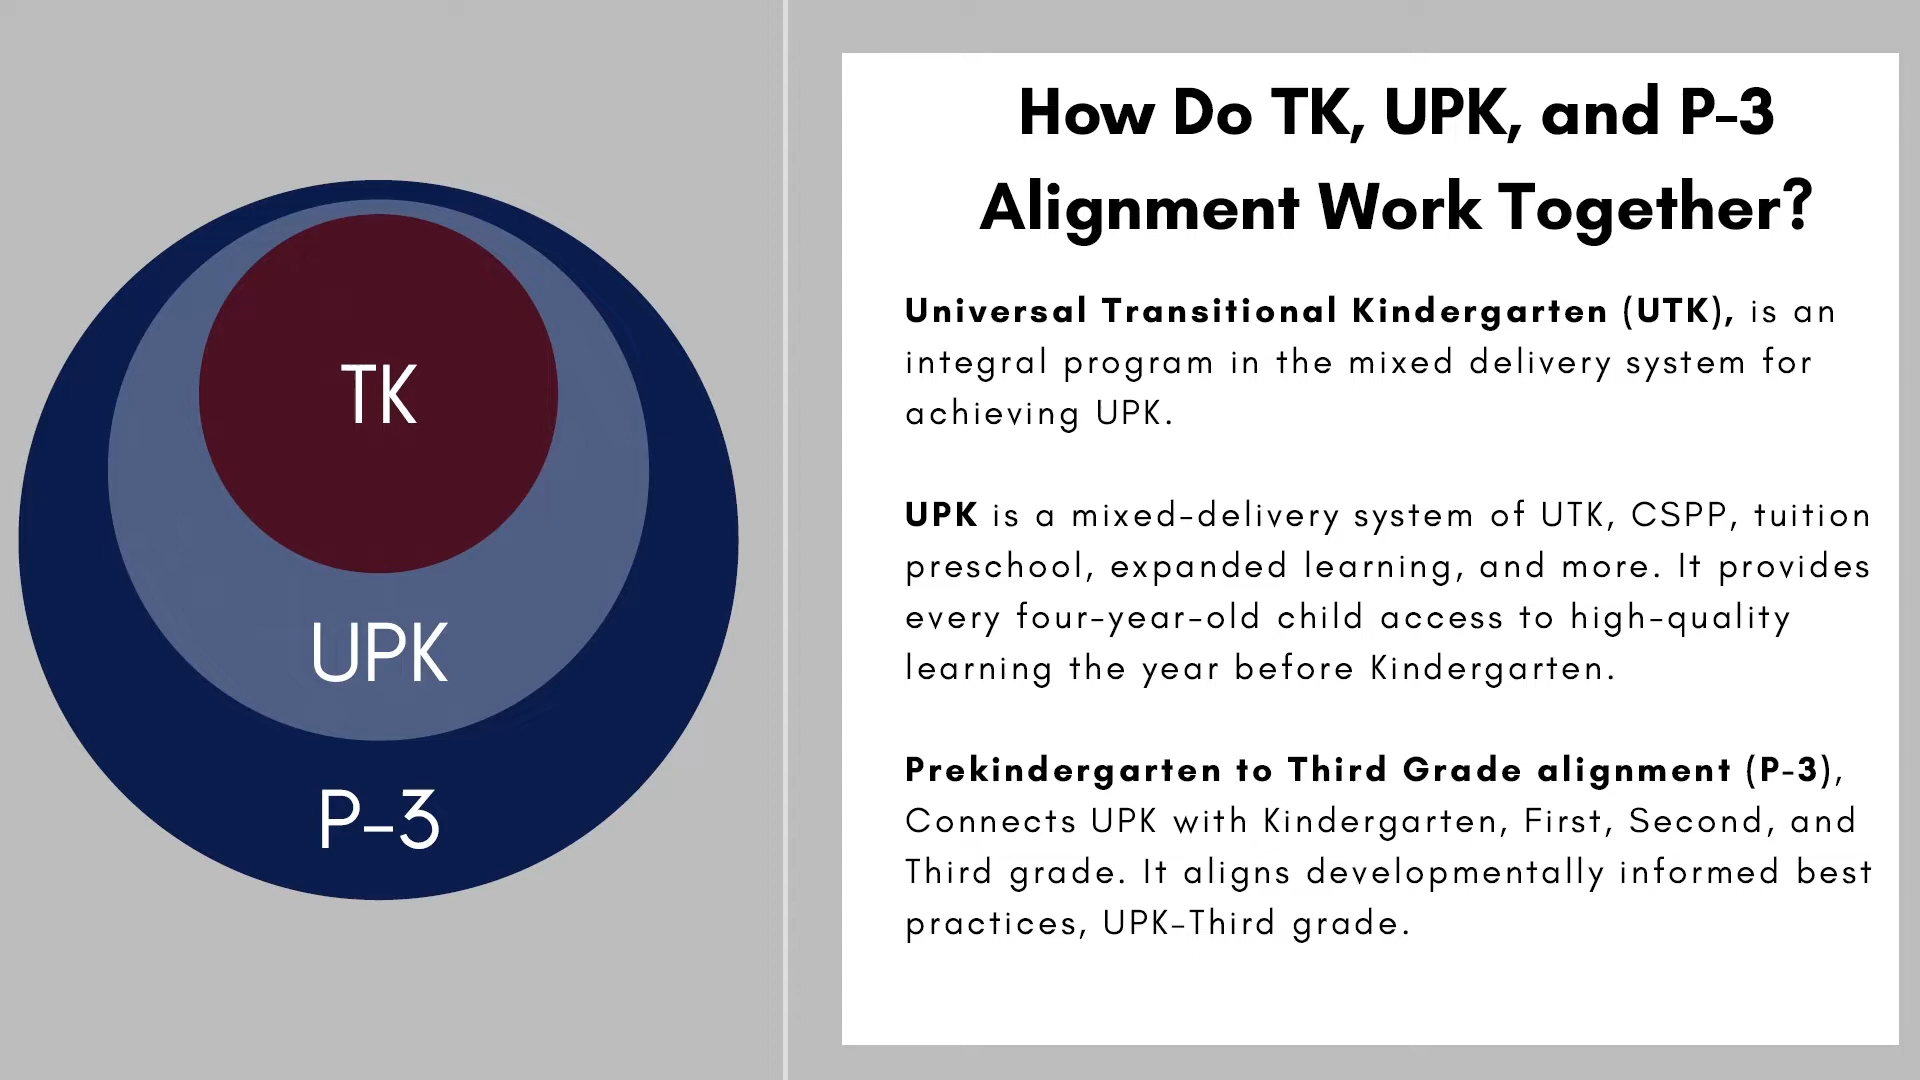 TK
UPK
P-3
How Do TK, UPK, and P-3
Alignment Work Together?
Universal Transitional Kindergarten (UTK), is an
integral program in the mixed delivery system for
achieving UPK.
UPK is a mixed-delivery system of UTK, CSPP, tuition
preschool, expanded learning, and more. It provides
every four-year-old child access to high-quality
learning the year before Kindergarten.
Prekindergarten to Third Grade alignment (P-3),
Connects UPK with Kindergarten, First, Second, and
Third grade. It aligns developmentally informed best
practices, UPK-Third grade.